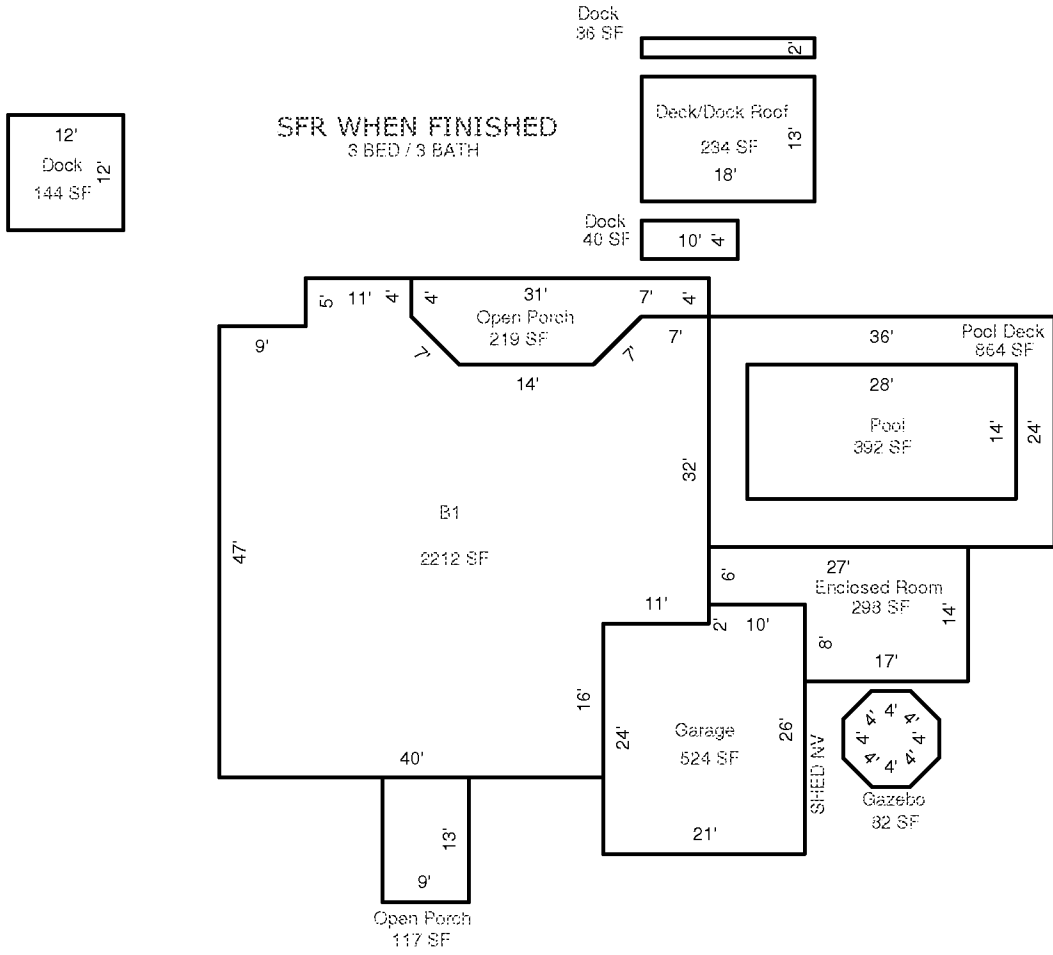 Dock
36 SF
2'
Deck/Dock Roof
234 SF
13'
18'
SFR WHEN FINISHED
3 BED / 3 BATH
12'
Dock
12'
144 SF
Dock
40 SF
10'
4'
5'
11'
4'
4'
31'
7'
4'
Open Porch
219 SF
9'
7'
7'
7'
14'
36'
Pool Deck
864 SF
28'
Pool
392 SF
14'
24'
32'
B1
2212 SF
47'
6'
27'
Enclosed Room
298 SF
14'
11'
2'
10'
8'
17'
16'
24'
Garage
524 SF
26'
SHED NV
4'
4'
4'
4'
4'
4'
4'
4'
Gazebo
82 SF
40'
21'
13'
9'
Open Porch
117 SF